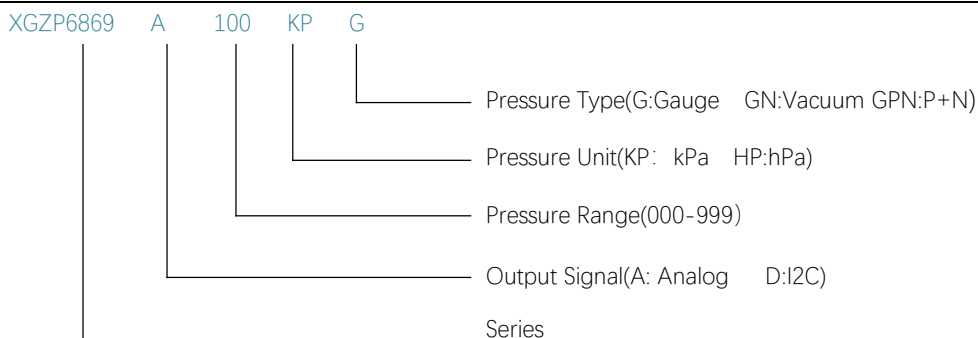 XGZP6869 A 100 KP G
Pressure Type(G:Gauge GN:Vacuum GPN:P+N)
Pressure Unit(KP： kPa HP:hPa)
Pressure Range(000-999）
Output Signal(A: Analog D:I2C)
Series